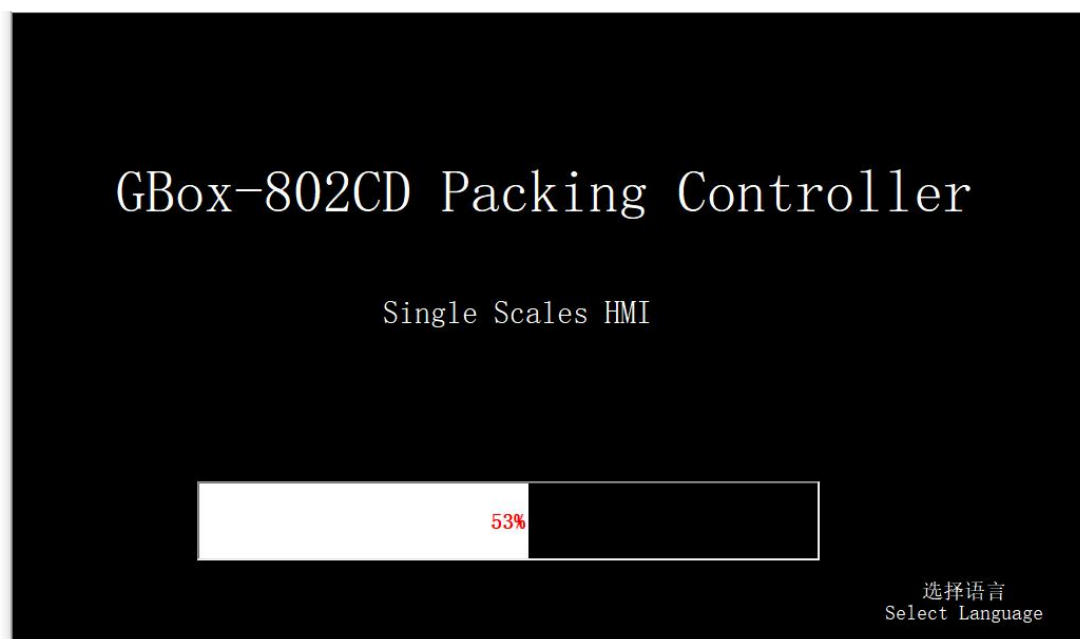 GBox-802CD Packing Controller
Single Scales HMI
53%
选择语言
Select Language